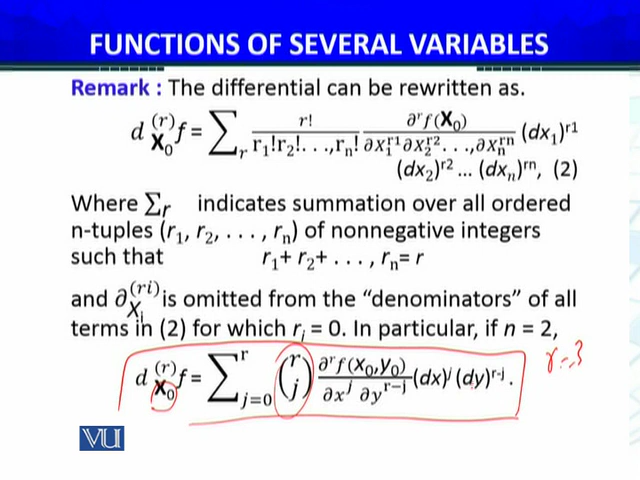 FUNCTIONS OF SEVERAL VARIABLES
Remark : The differential can be rewritten as:
d^{(r)}_{X₀} f = ∑_r r!/(r₁!r₂!...,rₙ!) ∂^r f(X₀)/(∂x₁^{r1}∂x₂^{r2}...,∂xₙ^{rn}) (dx₁)^{r1}
(dx₂)^{r2} ... (dxₙ)^{rn}, (2)
Where ∑_r indicates summation over all ordered
n-tuples (r₁, r₂, . . . , rₙ) of nonnegative integers
such that r₁+ r₂+ . . . , rₙ= r
and ∂^{(ri)}_{Xᵢ} is omitted from the “denominators” of all
terms in (2) for which rᵢ = 0. In particular, if n = 2,
d^{(r)}_{X₀} f = ∑_{j=0}^{r} (r j) ∂^r f(X₀,y₀)/(∂x^j ∂y^{r−j}) (dx)^j (dy)^{r-j} .
VU